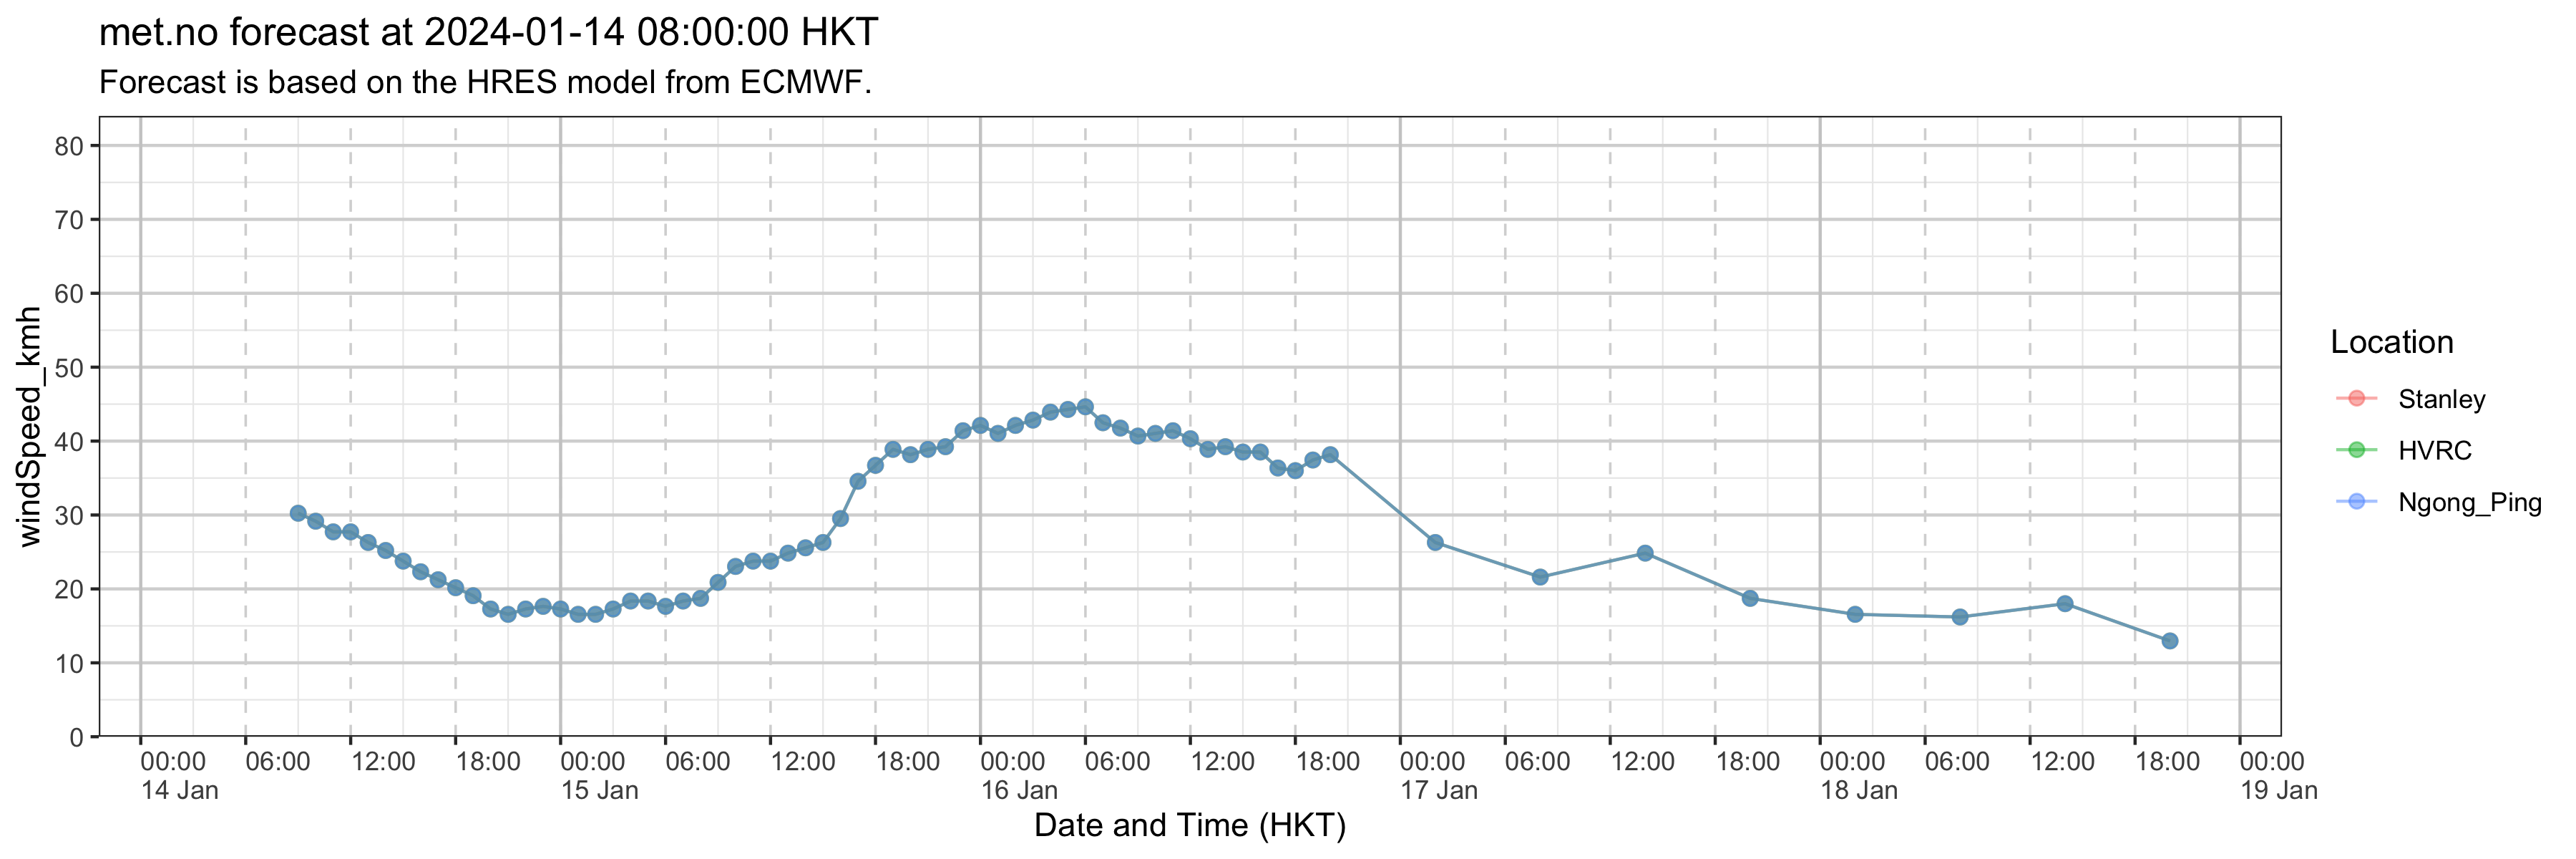 met.no forecast at 2024-01-14 08:00:00 HKT
Forecast is based on the HRES model from ECMWF.
windSpeed_kmh
80
70
60
50
40
30
20
10
0
00:00 06:00 12:00 18:00 00:00 06:00 12:00 18:00 00:00 06:00 12:00 18:00 00:00 06:00 12:00 18:00 00:00 06:00 12:00 18:00 00:00
14 Jan 15 Jan 16 Jan 17 Jan 18 Jan 19 Jan
Date and Time (HKT)
Location
Stanley
HVRC
Ngong_Ping